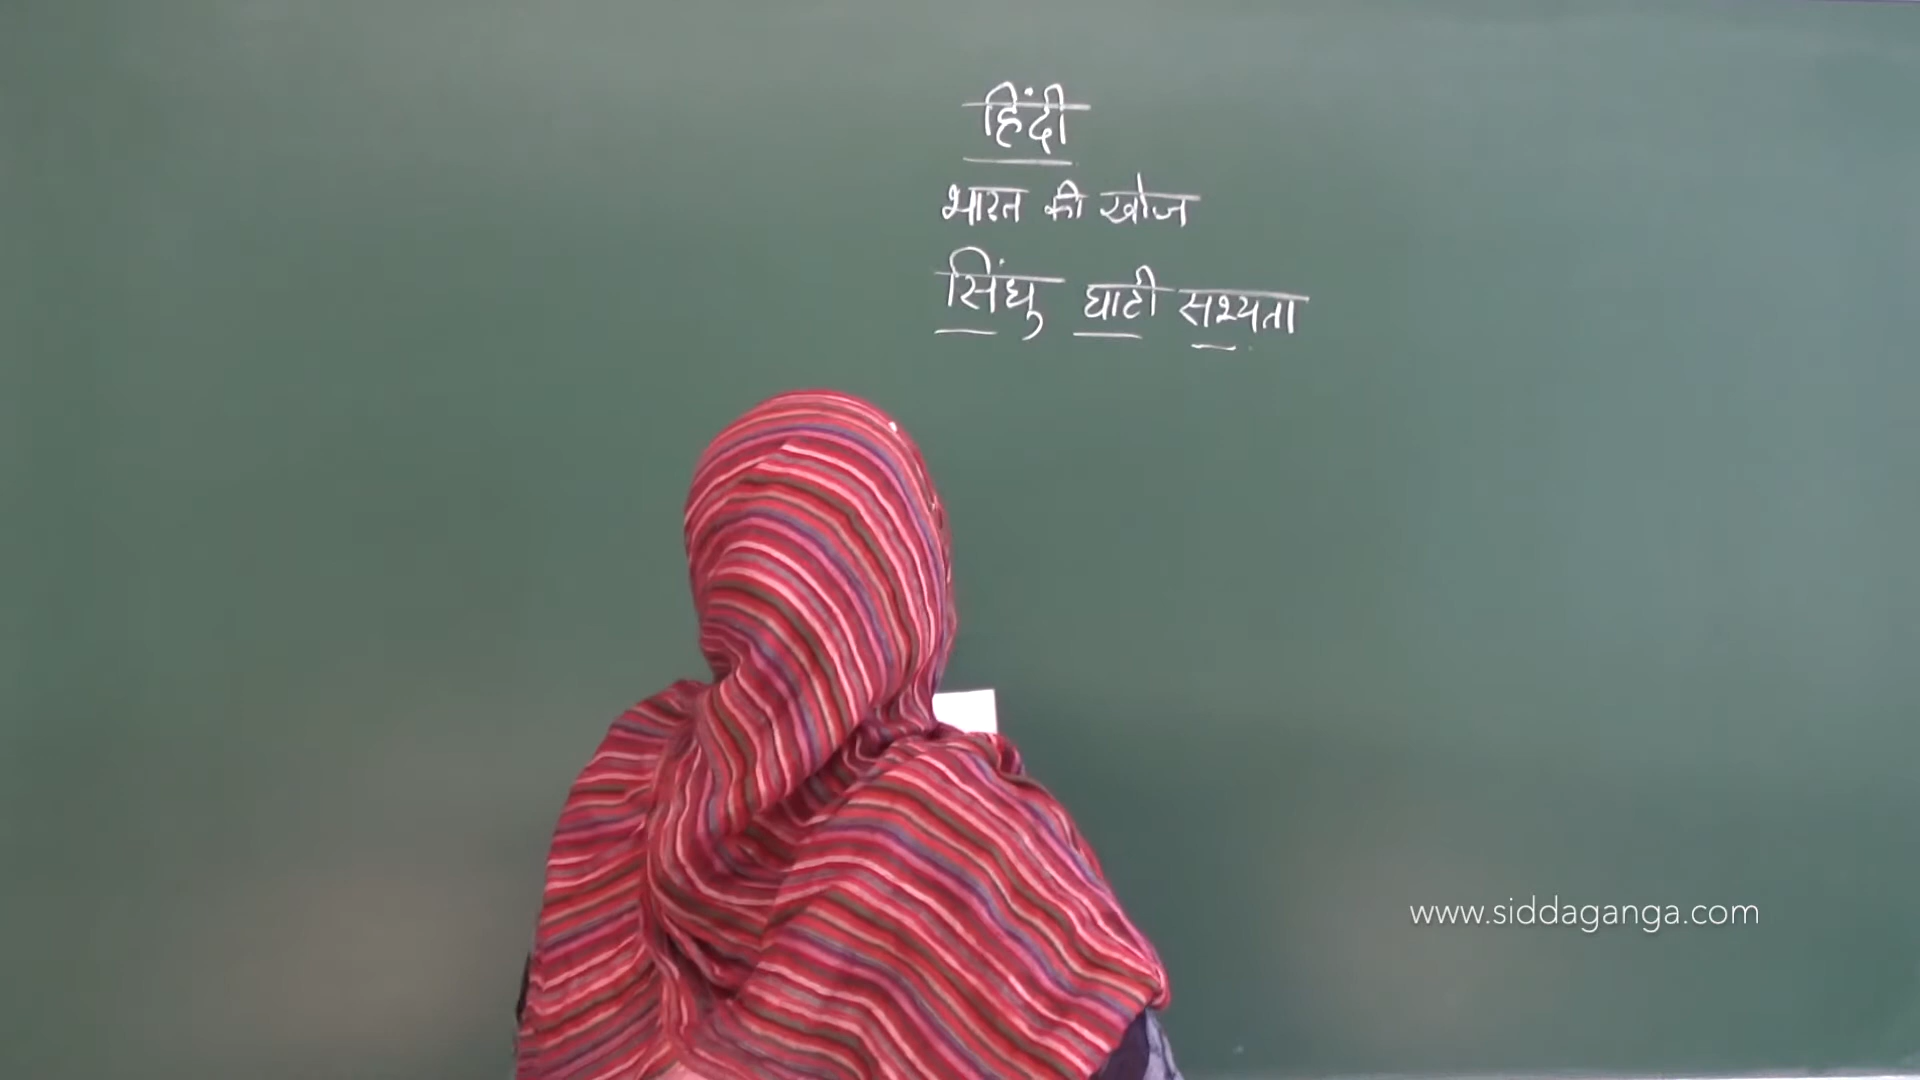 हिंदी
भारत की खोज
सिंधु घाटी सभ्यता
www.siddaganga.com